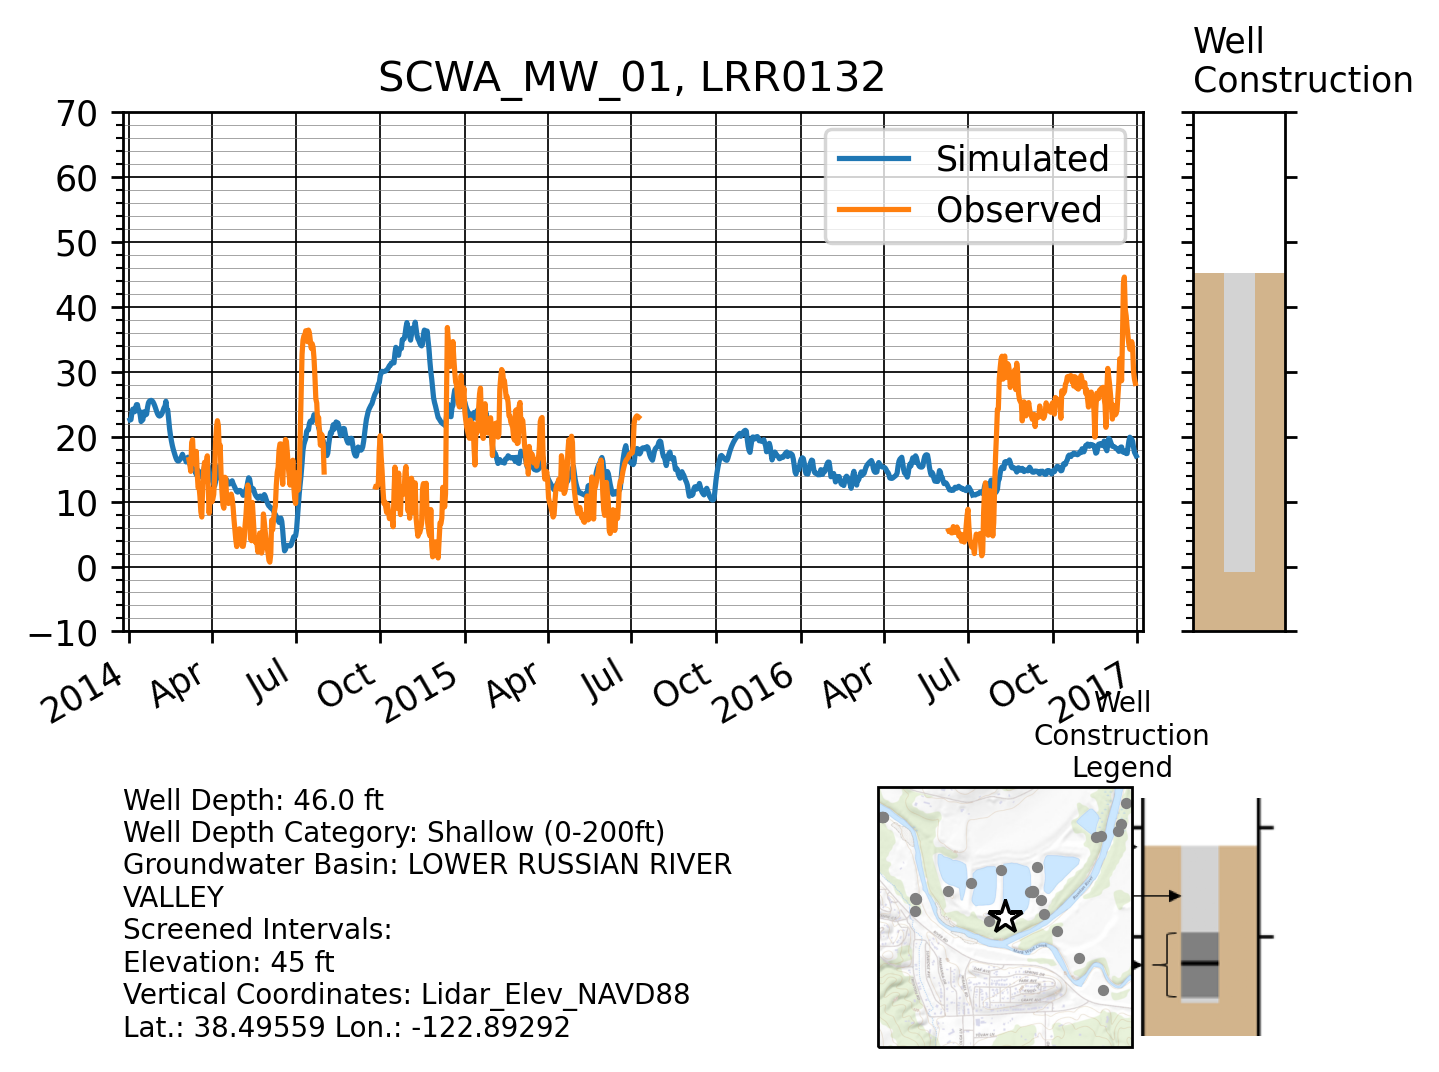 Well
Construction
SCWA_MW_01, LRR0132
70
60
50
40
30
20
10
0
−10
Simulated
Observed
2014 Apr Jul Oct 2015 Apr Jul Oct 2016 Apr Jul Oct 2017
Well
Construction
Legend
Well Depth: 46.0 ft
Well Depth Category: Shallow (0-200ft)
Groundwater Basin: LOWER RUSSIAN RIVER
VALLEY
Screened Intervals:
Elevation: 45 ft
Vertical Coordinates: Lidar_Elev_NAVD88
Lat.: 38.49559 Lon.: -122.89292